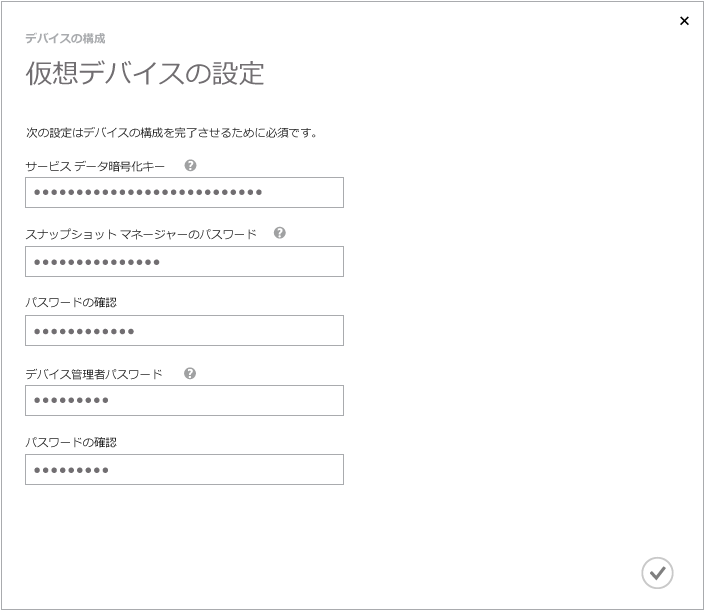 デバイスの構成
仮想デバイスの設定
次の設定はデバイスの構成を完了させるために必須です。
サービス データ暗号化キー ?
●●●●●●●●●●●●●●●●●●●●●●●●●●●
スナップショット マネージャーのパスワード ?
●●●●●●●●●●●●●●●
パスワードの確認
●●●●●●●●●●●●
デバイス管理者パスワード ?
●●●●●●●●●
パスワードの確認
●●●●●●●●●